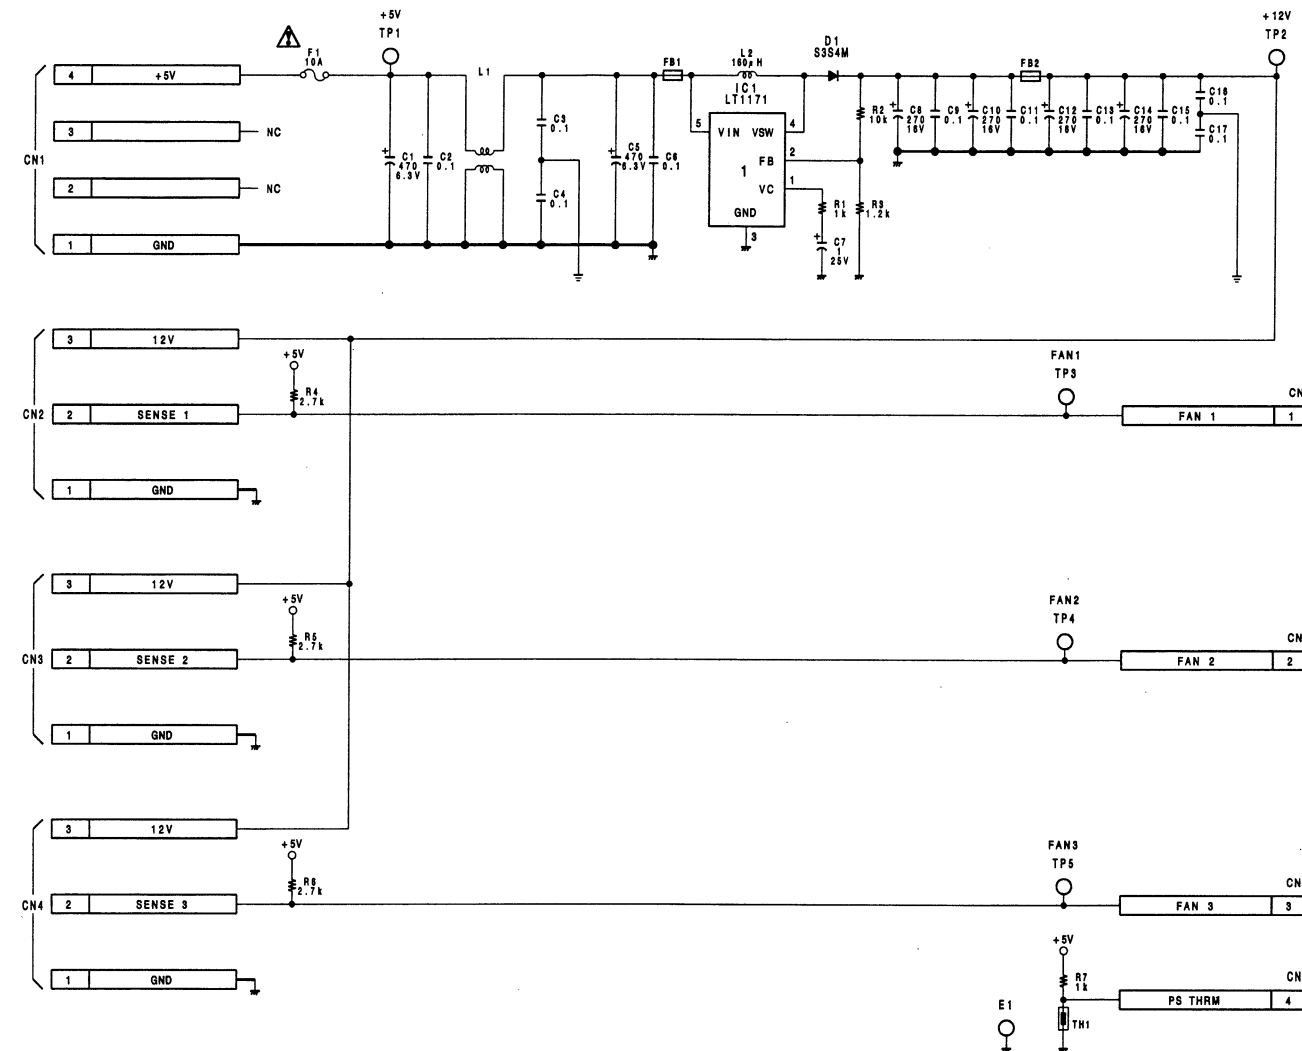 +5V
TP1
+12V
TP2
F1
10A
4 +5V
L1
FB1
L2
160μH
IC1
LT1171
D1
S3S4M
FB2
3 NC
2 NC
CN1
1 GND
C1
470
6.3V
C2
0.1
C3
0.1
C4
0.1
C5
470
6.3V
C6
0.1
5 VIN VSW 4
FB 2
1
VC 1
GND
3
R1
1k
C7
1
25V
R2
10k
R3
1.2k
C8
270
16V
C9
0.1
C10
270
16V
C11
0.1
C12
270
16V
C13
0.1
C14
270
16V
C15
0.1
C16
0.1
C17
0.1
3 12V
+5V
R4
2.7k
CN2 2 SENSE 1
FAN1
TP3
CN
FAN 1 1
1 GND
3 12V
+5V
R5
2.7k
CN3 2 SENSE 2
FAN2
TP4
CN
FAN 2 2
1 GND
3 12V
+5V
R6
2.7k
CN4 2 SENSE 3
FAN3
TP5
CN
FAN 3 3
1 GND
+5V
R7
1k
CN
PS THRM 4
E1
TH1